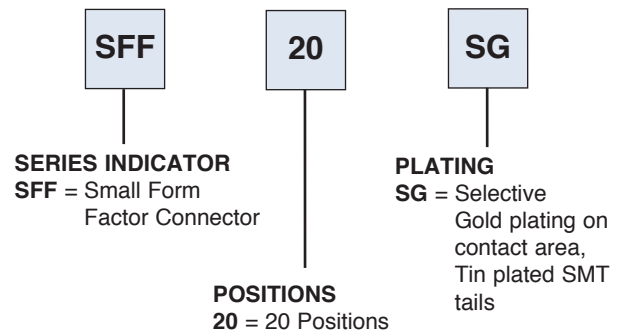 SFF
20
SG
SERIES INDICATOR
SFF = Small Form
Factor Connector
PLATING
SG = Selective
Gold plating on
contact area,
Tin plated SMT
tails
POSITIONS
20 = 20 Positions